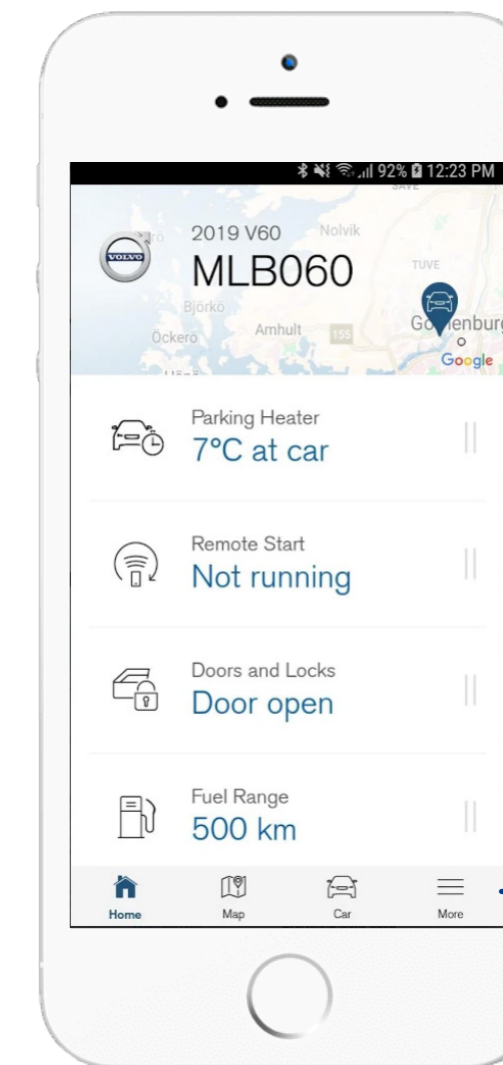 92% 12:23 PM
SAVE
VOLVO
2019 V60
Nolvik
MLB060
TUVE
Björkö
Öckerö
Amhult
155
Google
Parking Heater
7°C at car
Remote Start
Not running
Doors and Locks
Door open
Fuel Range
500 km
Home
Map
Car
More